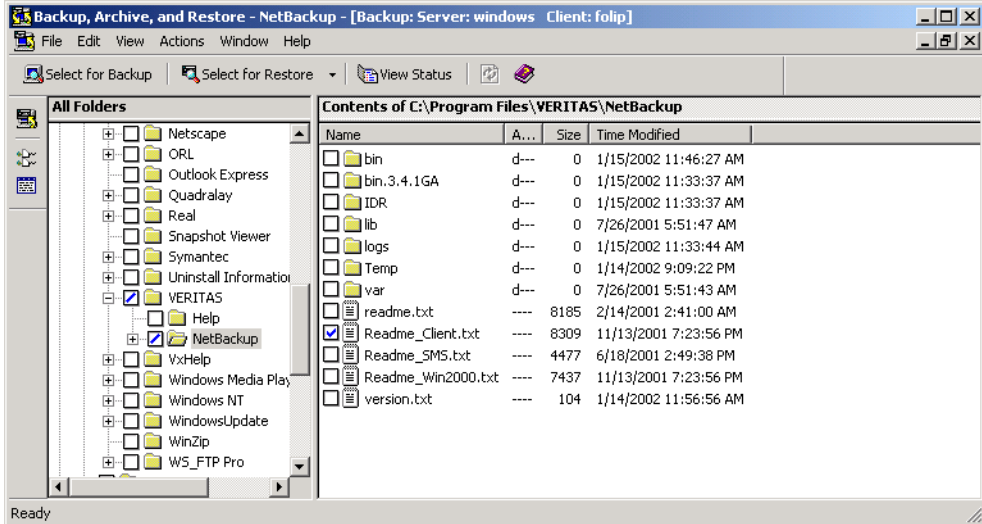 Backup, Archive, and Restore - NetBackup - [Backup: Server: windows   Client: folip]
File Edit View Actions Window Help
Select for Backup Select for Restore View Status
All Folders
Netscape
ORL
Outlook Express
Quadralay
Real
Snapshot Viewer
Symantec
Uninstall Information
VERITAS
Help
NetBackup
VxHelp
Windows Media Play
Windows NT
WindowsUpdate
WinZip
WS_FTP Pro
Contents of C:\Program Files\VERITAS\NetBackup
Name A... Size Time Modified
bin d--- 0 1/15/2002 11:46:27 AM
bin.3.4.1GA d--- 0 1/15/2002 11:33:37 AM
IDR d--- 0 1/15/2002 11:33:37 AM
lib d--- 0 7/26/2001 5:51:47 AM
logs d--- 0 1/15/2002 11:33:44 AM
Temp d--- 0 1/14/2002 9:09:22 PM
var d--- 0 7/26/2001 5:51:43 AM
readme.txt ---- 8185 2/14/2001 2:41:00 AM
Readme_Client.txt ---- 8309 11/13/2001 7:23:56 PM
Readme_SMS.txt ---- 4477 6/18/2001 2:49:38 PM
Readme_Win2000.txt ---- 7437 11/13/2001 7:23:56 PM
version.txt ---- 104 1/14/2002 11:56:56 AM
Ready